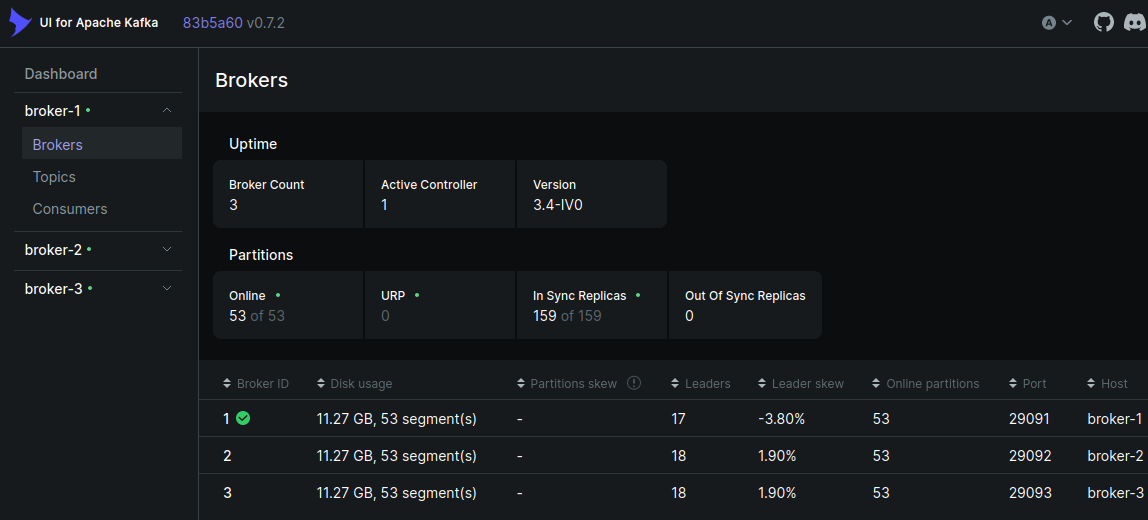 UI for Apache Kafka 83b5a60 v0.7.2 A
Dashboard
broker-1
Brokers
Topics
Consumers
broker-2
broker-3
Brokers
Uptime
Broker Count Active Controller Version
3 1 3.4-IV0
Partitions
Online URP In Sync Replicas Out Of Sync Replicas
53 of 53 0 159 of 159 0
Broker ID Disk usage Partitions skew Leaders Leader skew Online partitions Port Host
1 11.27 GB, 53 segment(s) - 17 -3.80% 53 29091 broker-1
2 11.27 GB, 53 segment(s) - 18 1.90% 53 29092 broker-2
3 11.27 GB, 53 segment(s) - 18 1.90% 53 29093 broker-3